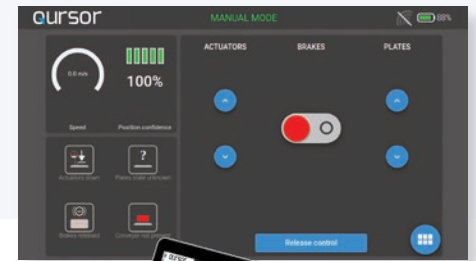 Qursor
MANUAL MODE
88%
ACTUATORS
BRAKES
PLATES
0.0 m/s
100%
Speed
Position confidence
?
Actuators down
Plates state unknown
Brakes released
Conveyor not present
Release control